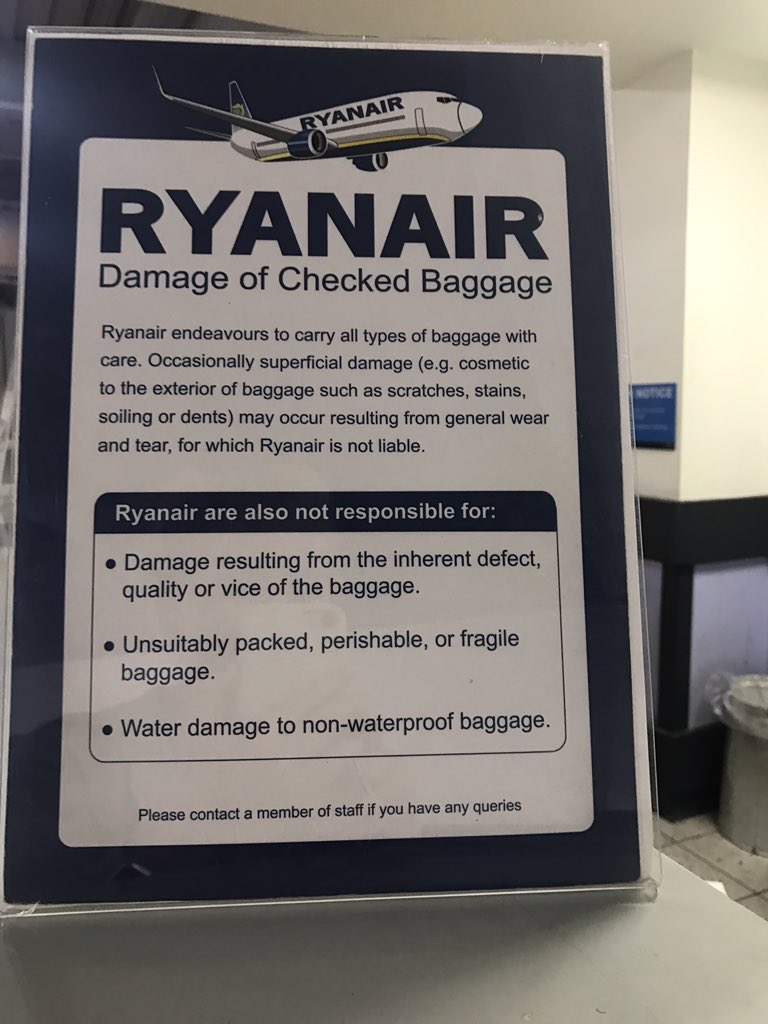 RYANAIR
RYANAIR
Damage of Checked Baggage
Ryanair endeavours to carry all types of baggage with
care. Occasionally superficial damage (e.g. cosmetic
to the exterior of baggage such as scratches, stains,
soiling or dents) may occur resulting from general wear
and tear, for which Ryanair is not liable.
Ryanair are also not responsible for:
• Damage resulting from the inherent defect,
quality or vice of the baggage.
• Unsuitably packed, perishable, or fragile
baggage.
• Water damage to non-waterproof baggage.
Please contact a member of staff if you have any queries
NOTICE